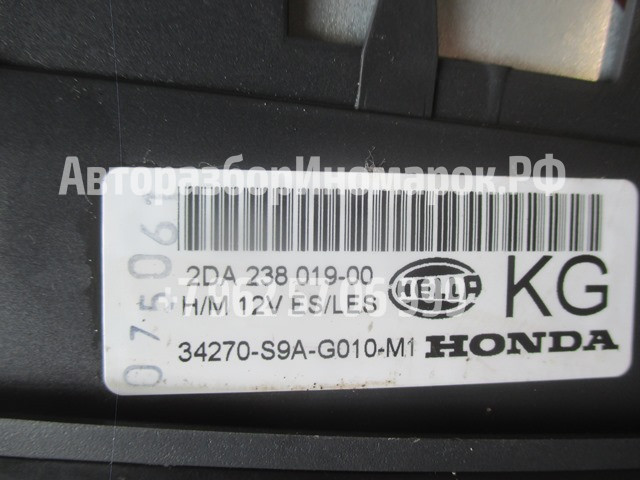 АвторазборИномарок.РФ
2DA 238 019-00
HELLA
KG
H/M 12V ES/LES
34270-S9A-G010-M1 HONDA